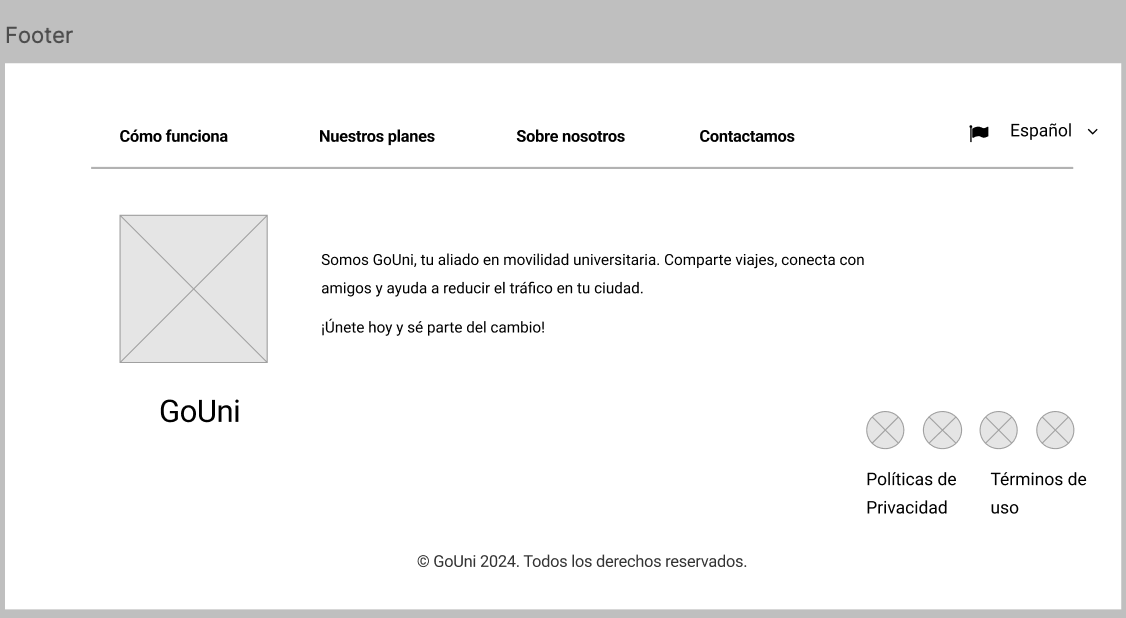 Footer
Cómo funciona
Nuestros planes
Sobre nosotros
Contactamos
Español
Somos GoUni, tu aliado en movilidad universitaria. Comparte viajes, conecta con
amigos y ayuda a reducir el tráfico en tu ciudad.
¡Únete hoy y sé parte del cambio!
GoUni
Políticas de
Privacidad
Términos de
uso
© GoUni 2024. Todos los derechos reservados.